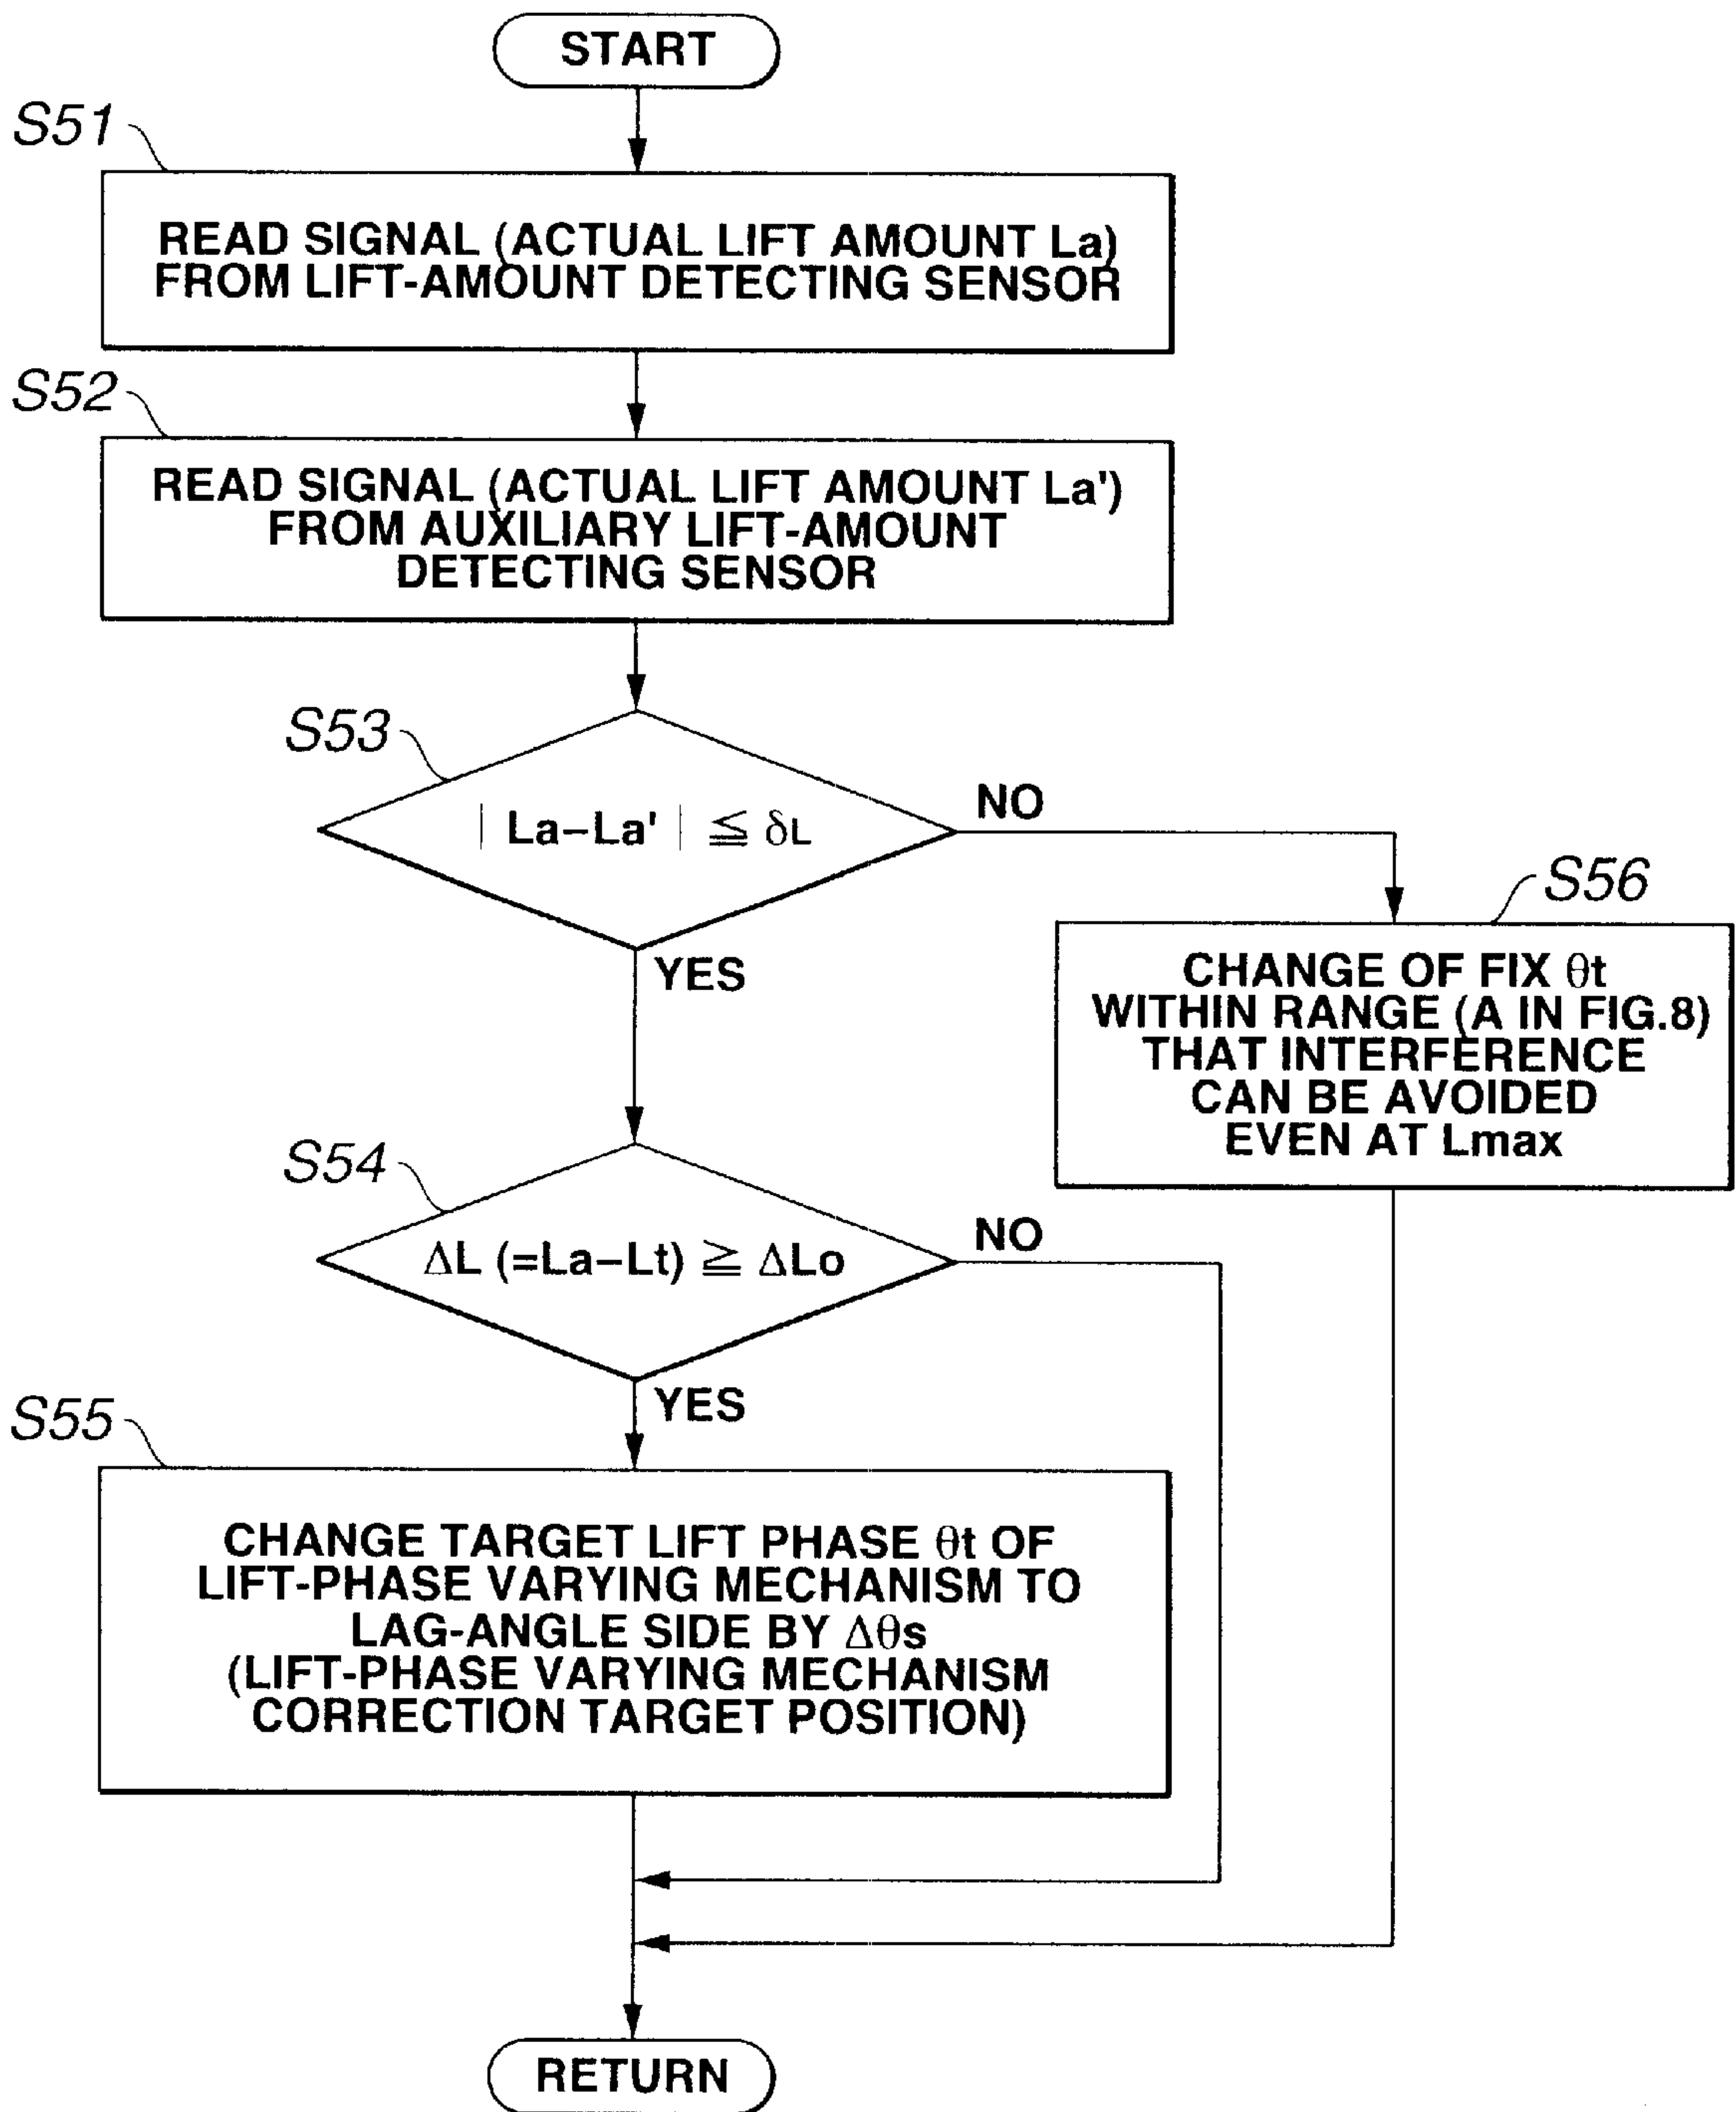 START
S51
READ SIGNAL (ACTUAL LIFT AMOUNT La)
FROM LIFT-AMOUNT DETECTING SENSOR
S52
READ SIGNAL (ACTUAL LIFT AMOUNT La')
FROM AUXILIARY LIFT-AMOUNT
DETECTING SENSOR
S53
| La–La' | ≦ δL
NO
YES
S56
CHANGE OF FIX θt
WITHIN RANGE (A IN FIG.8)
THAT INTERFERENCE
CAN BE AVOIDED
EVEN AT Lmax
S54
ΔL (=La–Lt) ≧ ΔLo
NO
YES
S55
CHANGE TARGET LIFT PHASE θt OF
LIFT-PHASE VARYING MECHANISM TO
LAG-ANGLE SIDE BY Δθs
(LIFT-PHASE VARYING MECHANISM
CORRECTION TARGET POSITION)
RETURN